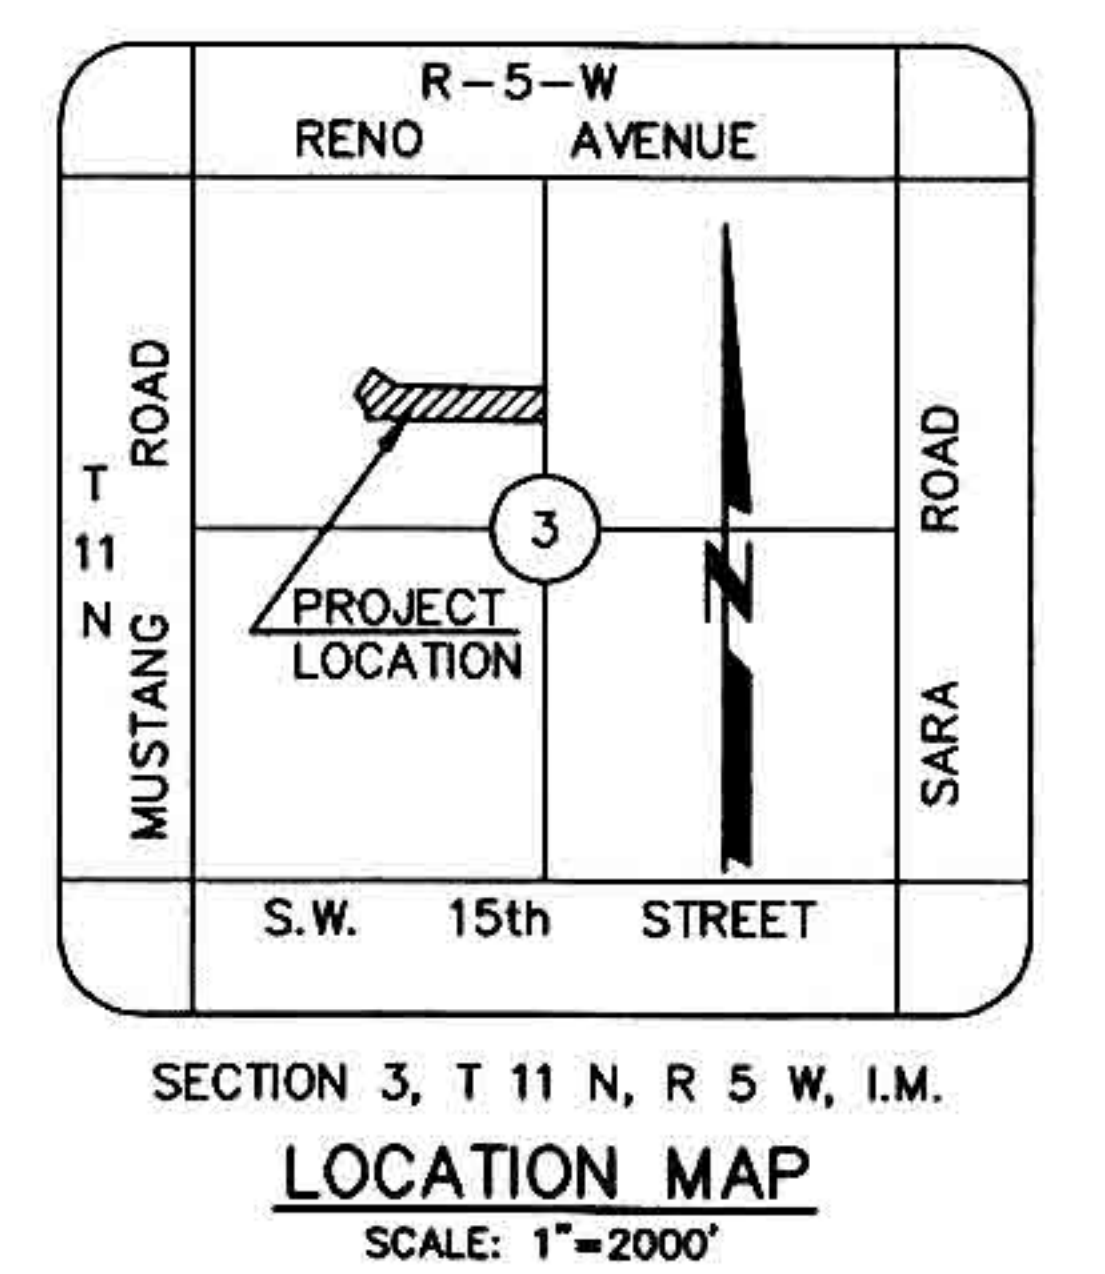 R-5-W
RENO AVENUE
MUSTANG ROAD
T
11
N
SARA ROAD
3
N
PROJECT
LOCATION
S.W. 15th STREET
SECTION 3, T 11 N, R 5 W, I.M.
LOCATION MAP
SCALE: 1"=2000'